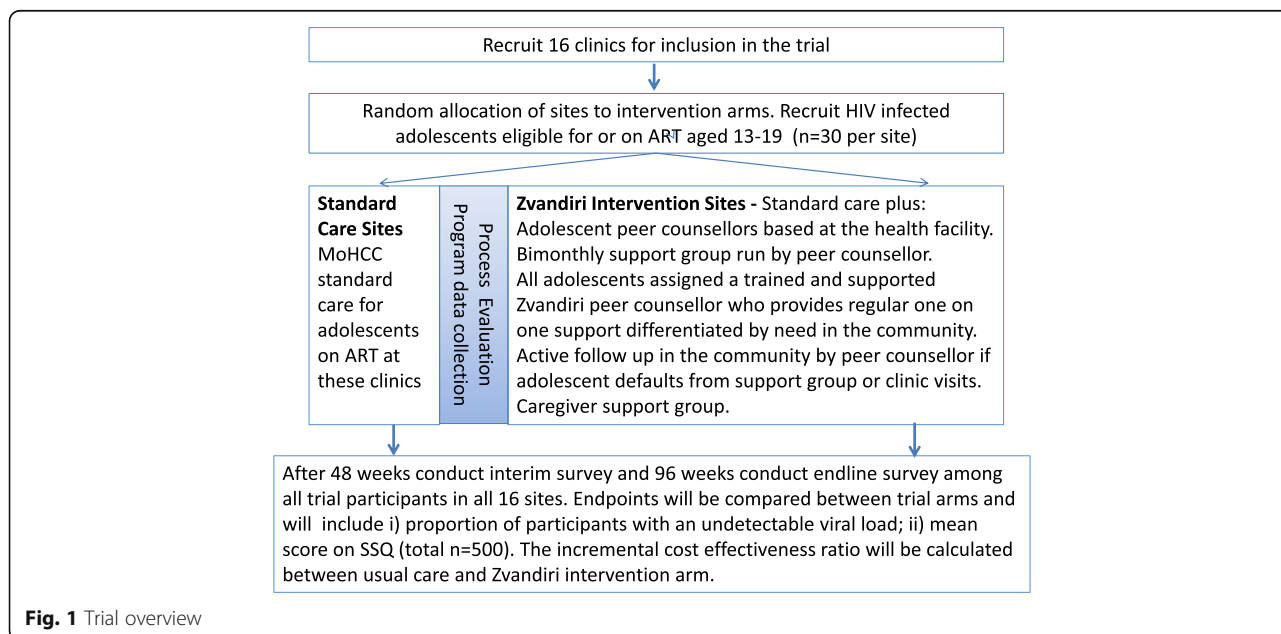 Recruit 16 clinics for inclusion in the trial
Random allocation of sites to intervention arms. Recruit HIV infected
adolescents eligible for or on ART aged 13-19  (n=30 per site)
Standard
Care Sites
MoHCC
standard
care for
adolescents
on ART at
these clinics
Process Evaluation
Program data collection
Zvandiri Intervention Sites - Standard care plus:
Adolescent peer counsellors based at the health facility.
Bimonthly support group run by peer counsellor.
All adolescents assigned a trained and supported
Zvandiri peer counsellor who provides regular one on
one support differentiated by need in the community.
Active follow up in the community by peer counsellor if
adolescent defaults from support group or clinic visits.
Caregiver support group.
After 48 weeks conduct interim survey and 96 weeks conduct endline survey among
all trial participants in all 16 sites. Endpoints will be compared between trial arms and
will  include i) proportion of participants with an undetectable viral load; ii) mean
score on SSQ (total n=500). The incremental cost effectiveness ratio will be calculated
between usual care and Zvandiri intervention arm.
Fig. 1 Trial overview